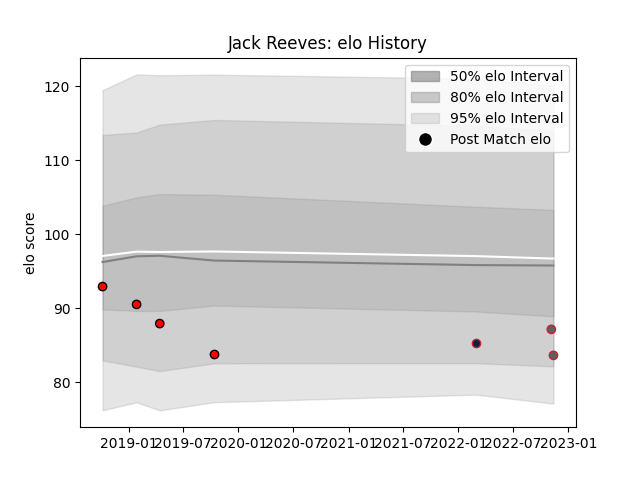 Jack Reeves: elo History
50% elo Interval
80% elo Interval
95% elo Interval
Post Match elo
elo score
120
110
100
90
80
2019-01 2019-07 2020-01 2020-07 2021-01 2021-07 2022-01 2022-07 2023-01